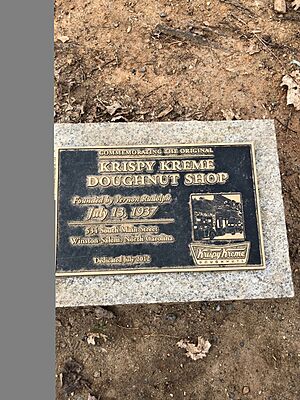 COMMEMORATING THE ORIGINAL
KRISPY KREME
DOUGHNUT SHOP
Founded by Vernon Rudolph
July 13, 1937
534 South Main Street
Winston-Salem, North Carolina
Dedicated July 2012
Krispy Kreme
DOUGHNUTS